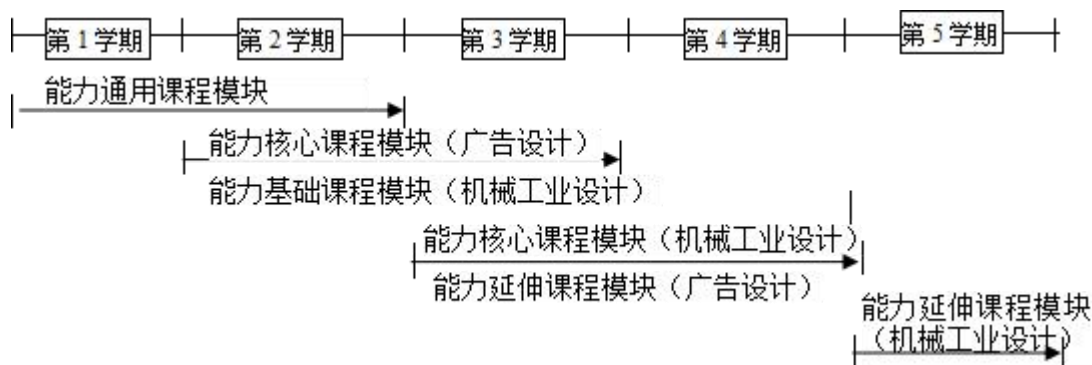 第1学期 第2学期 第3学期 第4学期 第5学期
能力通用课程模块
能力核心课程模块（广告设计）
能力基础课程模块（机械工业设计）
能力核心课程模块（机械工业设计）
能力延伸课程模块（广告设计）
能力延伸课程模块
（机械工业设计）